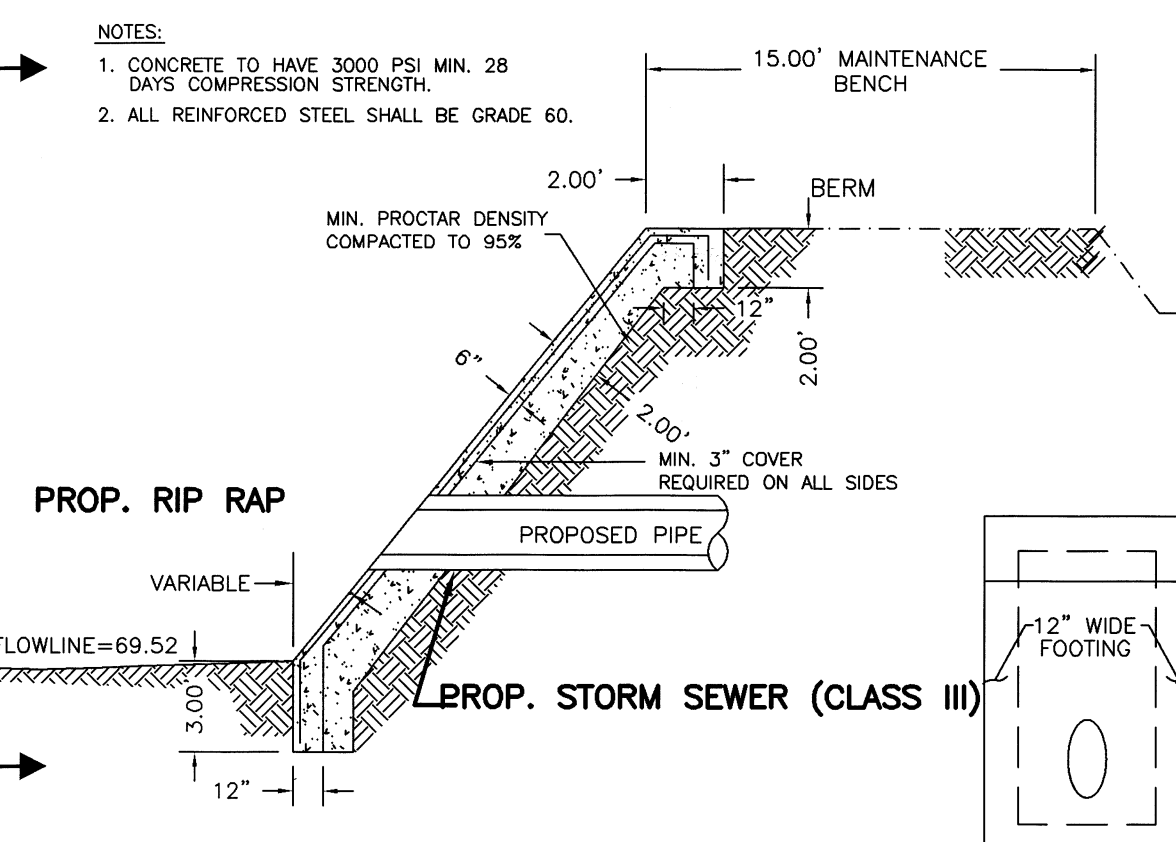 NOTES:
1. CONCRETE TO HAVE 3000 PSI MIN. 28
DAYS COMPRESSION STRENGTH.
2. ALL REINFORCED STEEL SHALL BE GRADE 60.
15.00' MAINTENANCE
BENCH
2.00'
BERM
MIN. PROCTAR DENSITY
COMPACTED TO 95%
12"
2.00'
6"
2.00'
MIN. 3" COVER
REQUIRED ON ALL SIDES
PROP. RIP RAP
PROPOSED PIPE
VARIABLE
FLOWLINE=69.52
12" WIDE
FOOTING
3.00'
PROP. STORM SEWER (CLASS III)
12"